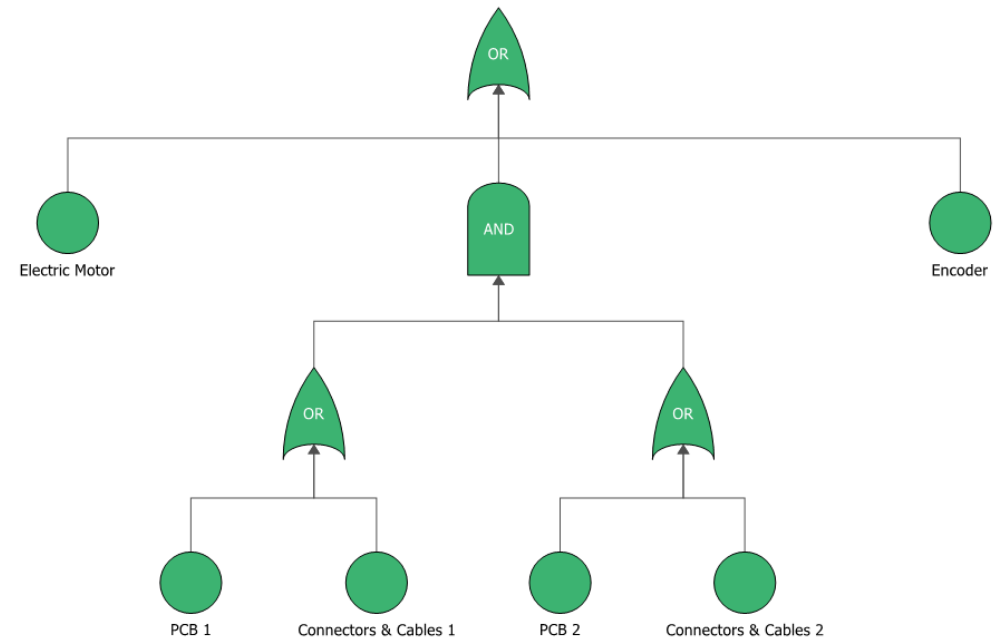 OR
AND
Electric Motor
Encoder
OR
OR
PCB 1
Connectors & Cables 1
PCB 2
Connectors & Cables 2